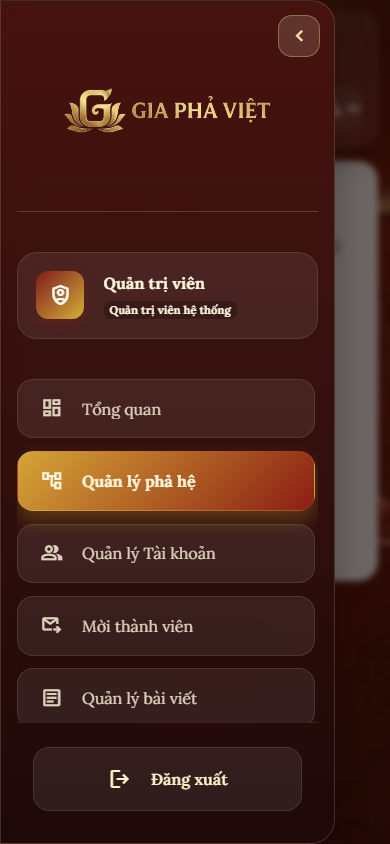 GIA PHẢ VIỆT
Quản trị viên
Quản trị viên hệ thống
Tổng quan
Quản lý phả hệ
Quản lý Tài khoản
Mời thành viên
Quản lý bài viết
Đăng xuất